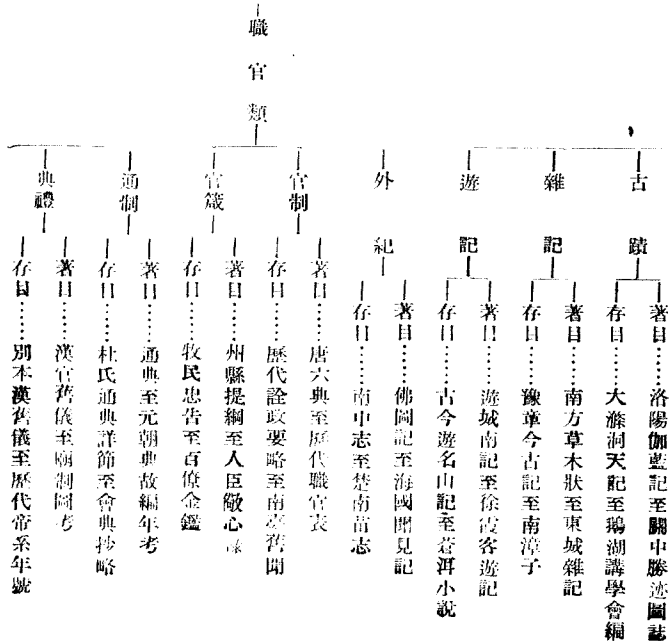 古蹟
著目……洛陽伽藍記至關中勝迹圖誌
存目……大滌洞天記至鵝湖講學會編
雜記
著目……南方草木狀至東城雜記
存目……豫章今古記至南漳子
遊記
著目……遊城南記至徐霞客遊記
存目……古今遊名山記至蒼洱小說
外紀
著目……佛國記至海國聞見記
存目……南中志至楚南苗志
職官類
官制
著目……唐六典至歷代職官表
存目……歷代詮政要略至南臺舊聞
官箴
著目……州縣提綱至人臣儆心錄
存目……牧民忠告至百僚金鑑
通制
著目……通典至元朝典故編年考
存目……杜氏通典詳節至會典抄略
典禮
著目……漢官舊儀至廟制圖考
存目……別本漢舊儀至歷代帝系年號